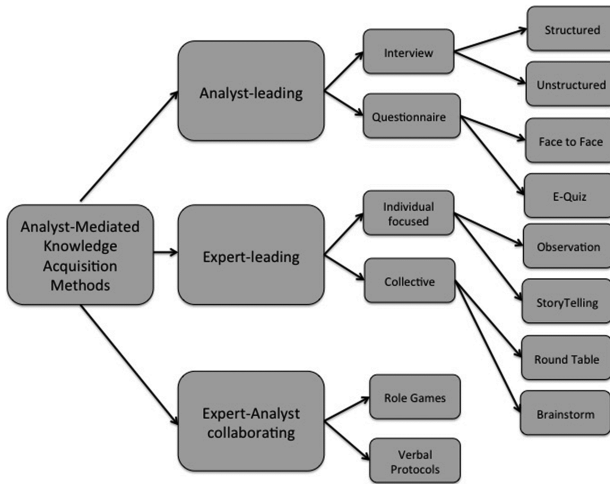 Analyst-Mediated
Knowledge
Acquisition
Methods
Analyst-leading
Interview
Structured
Unstructured
Questionnaire
Face to Face
E-Quiz
Expert-leading
Individual
focused
Observation
StoryTelling
Collective
Round Table
Brainstorm
Expert-Analyst
collaborating
Role Games
Verbal
Protocols